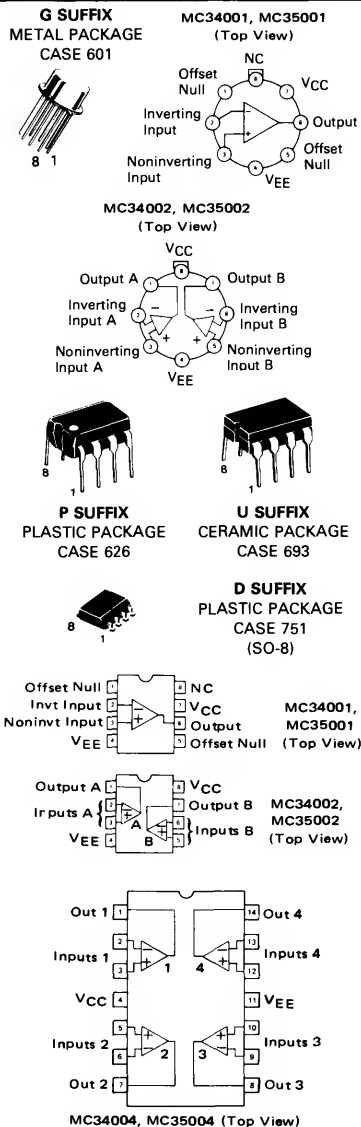 G SUFFIX
METAL PACKAGE
CASE 601
8 1
MC34001, MC35001
(Top View)
NC
8
Offset
Null
1
7
VCC
Inverting
Input
2
6
Output
Noninverting
Input
3
5
Offset
Null
4
VEE
MC34002, MC35002
(Top View)
VCC
8
Output A
1
7
Output B
Inverting
Input A
2
6
Inverting
Input B
Noninverting
Input A
3
5
Noninverting
Input B
4
VEE
8
1
P SUFFIX
PLASTIC PACKAGE
CASE 626
8
1
U SUFFIX
CERAMIC PACKAGE
CASE 693
8
1
D SUFFIX
PLASTIC PACKAGE
CASE 751
(SO-8)
Offset Null 1
8 NC
Invt Input 2
7 VCC
Noninvt Input 3
6 Output
VEE 4
5 Offset Null
MC34001,
MC35001
(Top View)
Output A 1
8 VCC
Inputs A 2 3
7 Output B
A
B
6 5 Inputs B
VEE 4
MC34002,
MC35002
(Top View)
Out 1 1
14 Out 4
Inputs 1 2 3
1
4
13 12 Inputs 4
VCC 4
11 VEE
Inputs 2 5 6
2
3
10 9 Inputs 3
Out 2 7
8 Out 3
MC34004, MC35004 (Top View)